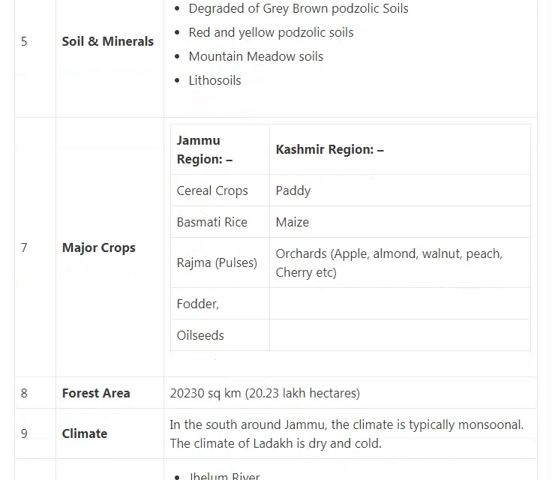 Degraded of Grey Brown podzolic Soils
5 Soil & Minerals
Red and yellow podzolic soils
Mountain Meadow soils
Lithosoils
7 Major Crops
Jammu Region: –
Kashmir Region: –
Cereal Crops
Paddy
Basmati Rice
Maize
Rajma (Pulses)
Orchards (Apple, almond, walnut, peach,
Cherry etc)
Fodder,
Oilseeds
8 Forest Area
20230 sq km (20.23 lakh hectares)
9 Climate
In the south around Jammu, the climate is typically monsoonal.
The climate of Ladakh is dry and cold.
Jhelum River